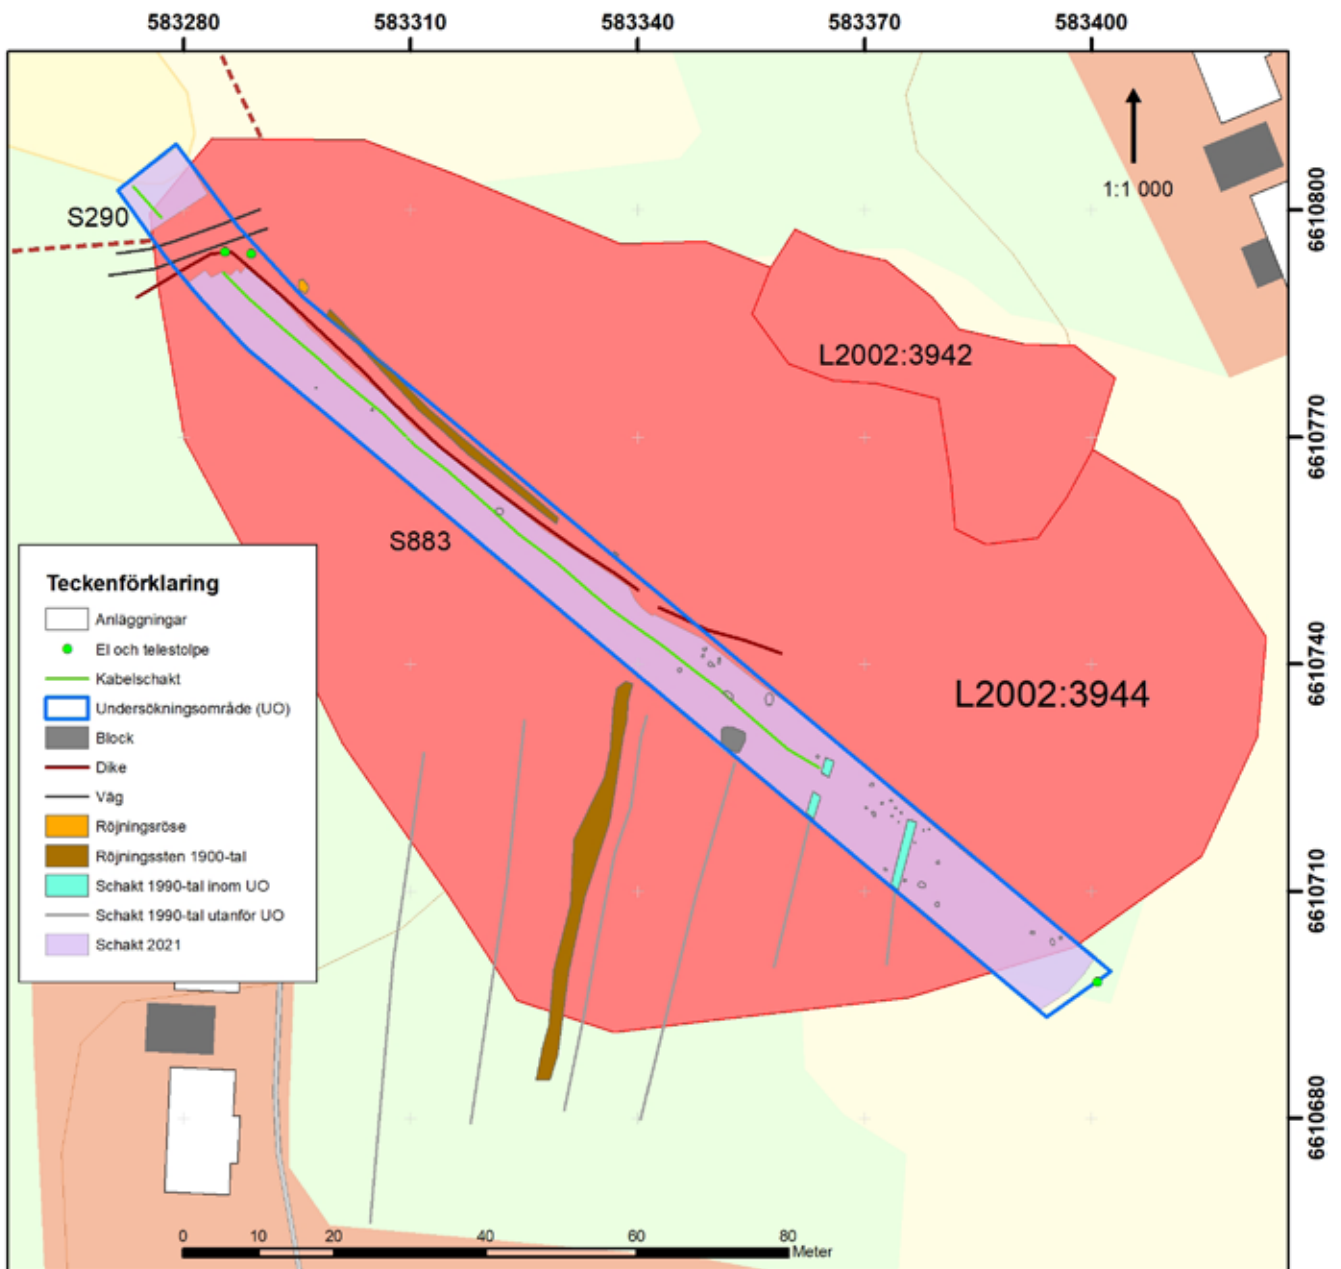 583280 583310 583340 583370 583400
1:1 000
S290
6610800
L2002:3942
6610770
S883
L2002:3944
6610740
6610710
6610680
Teckenförklaring
Anläggningar
El och telestolpe
Kabelschakt
Undersökningsområde (UO)
Block
Dike
Väg
Röjningsröse
Röjningssten 1900-tal
Schakt 1990-tal inom UO
Schakt 1990-tal utanför UO
Schakt 2021
0 10 20 40 60 80
Meter